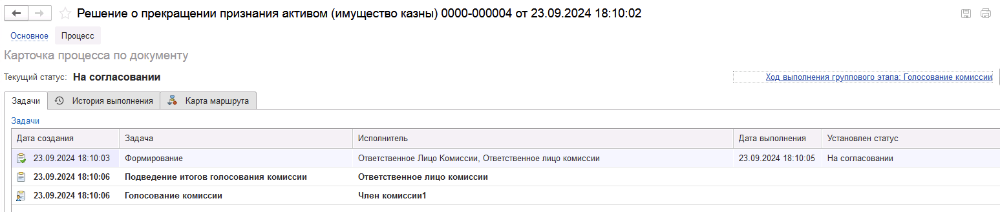 Решение о прекращении признания активом (имущество казны) 0000-000004 от 23.09.2024 18:10:02
Основное Процесс
Карточка процесса по документу
Текущий статус: На согласовании Ход выполнения группового этапа: Голосование комиссии
Задачи История выполнения Карта маршрута
Задачи
Дата создания Задача Исполнитель Дата выполнения Установлен статус
23.09.2024 18:10:03 Формирование Ответственное Лицо Комиссии, Ответственное лицо комиссии 23.09.2024 18:10:05 На согласовании
23.09.2024 18:10:06 Подведение итогов голосования комиссии Ответственное лицо комиссии
23.09.2024 18:10:06 Голосование комиссии Член комиссии1